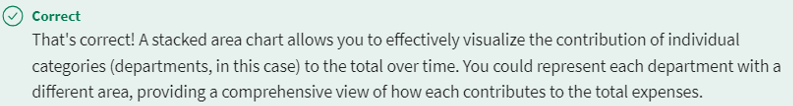 Correct
That's correct! A stacked area chart allows you to effectively visualize the contribution of individual
categories (departments, in this case) to the total over time. You could represent each department with a
different area, providing a comprehensive view of how each contributes to the total expenses.